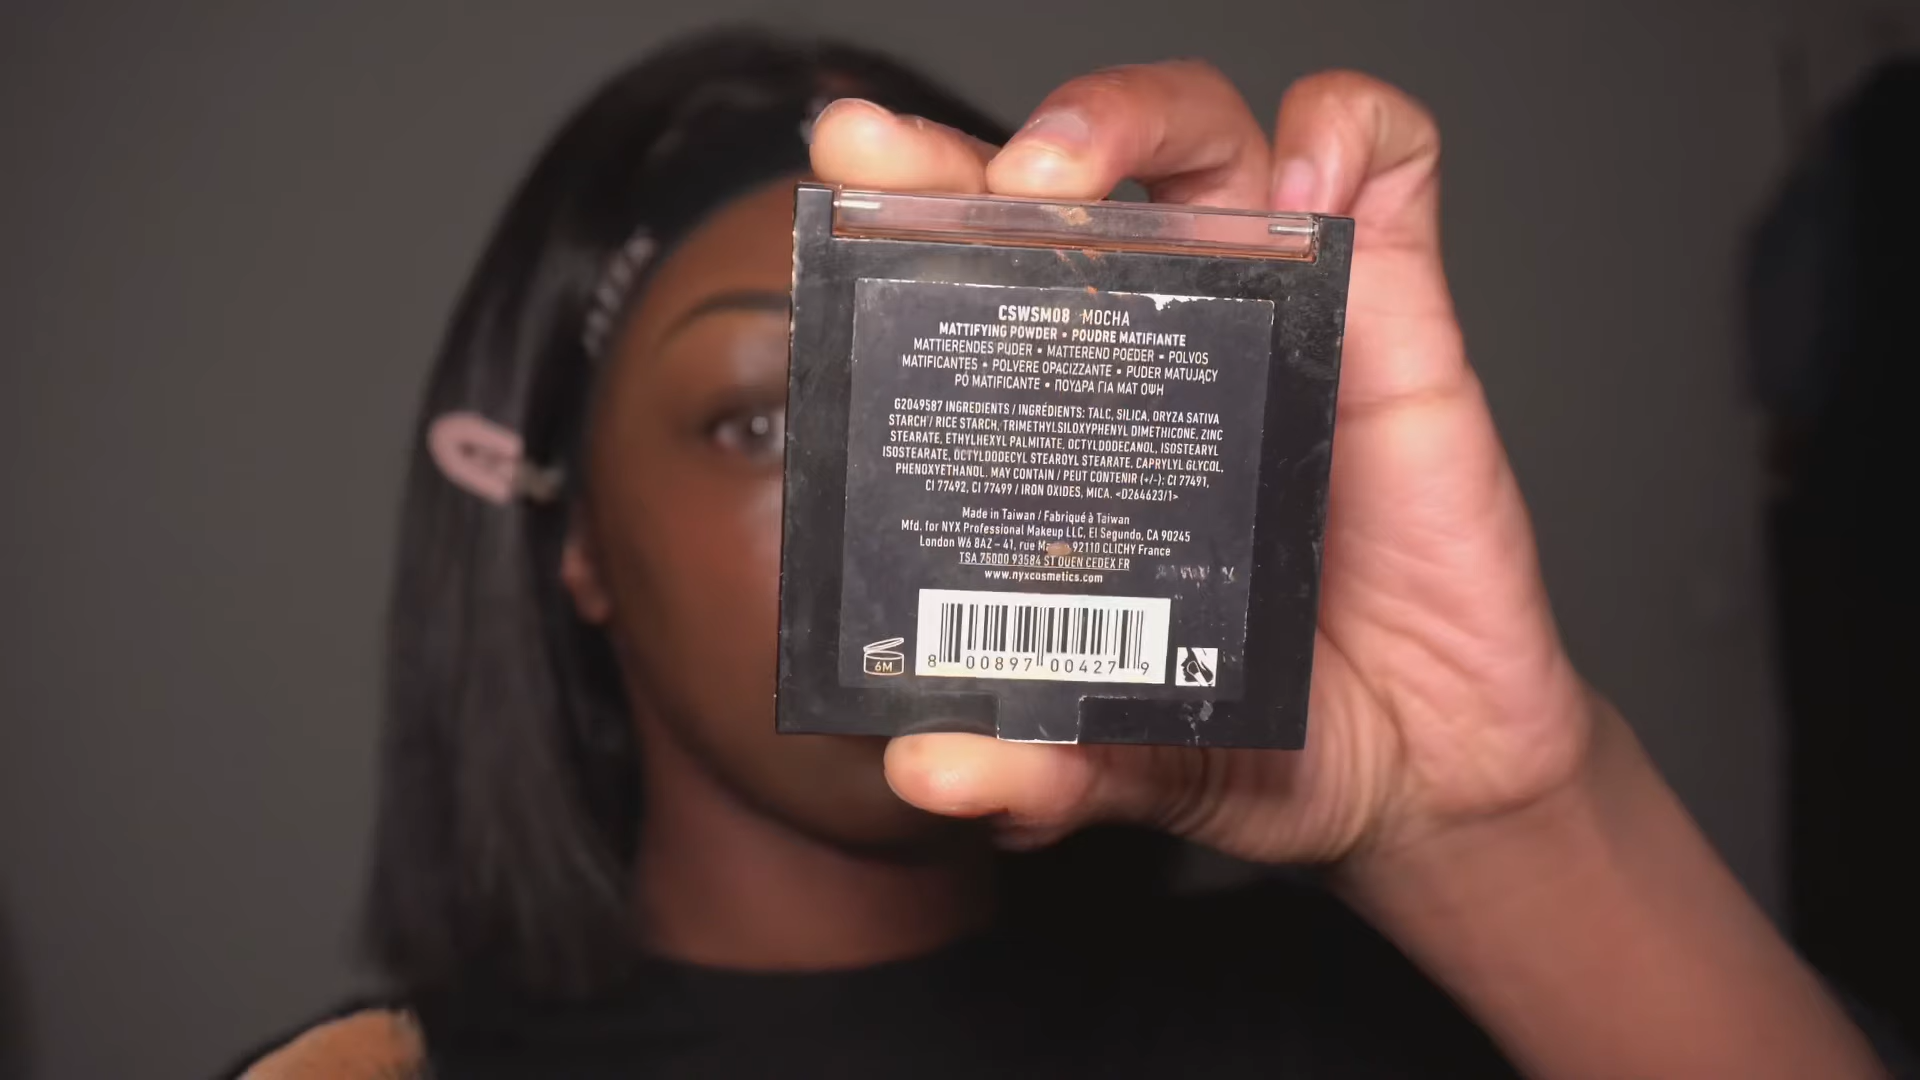 CSWSM08 MOCHA
MATTIFYING POWDER • POUDRE MATIFIANTE
MATTIERENDES PUDER • MATTEREND POEDER • POLVOS
MATIFICANTES • POLVERE OPACIZZANTE • PUDER MATUJĄCY
PÓ MATIFICANTE • ΠΟΥΔΡΑ ΓΙΑ ΜΑΤ ΟΨΗ
G2049587 INGREDIENTS / INGRÉDIENTS: TALC, SILICA, ORYZA SATIVA
STARCH / RICE STARCH, TRIMETHYLSILOXYPHENYL DIMETHICONE, ZINC
STEARATE, ETHYLHEXYL PALMITATE, OCTYLDODECANOL, ISOSTEARYL
ISOSTEARATE, OCTYLDODECYL STEAROYL STEARATE, CAPRYLYL GLYCOL,
PHENOXYETHANOL. MAY CONTAIN / PEUT CONTENIR (+/-): CI 77491,
CI 77492, CI 77499 / IRON OXIDES, MICA. <D264623/1>
Made in Taiwan / Fabriqué à Taiwan
Mfd. for NYX Professional Makeup LLC, El Segundo, CA 90245
London W6 8AZ – 41, rue 92110 CLICHY France
TSA 75000 93584 ST OUEN CEDEX FR
www.nyxcosmetics.com
8 00897 00427 9
6M